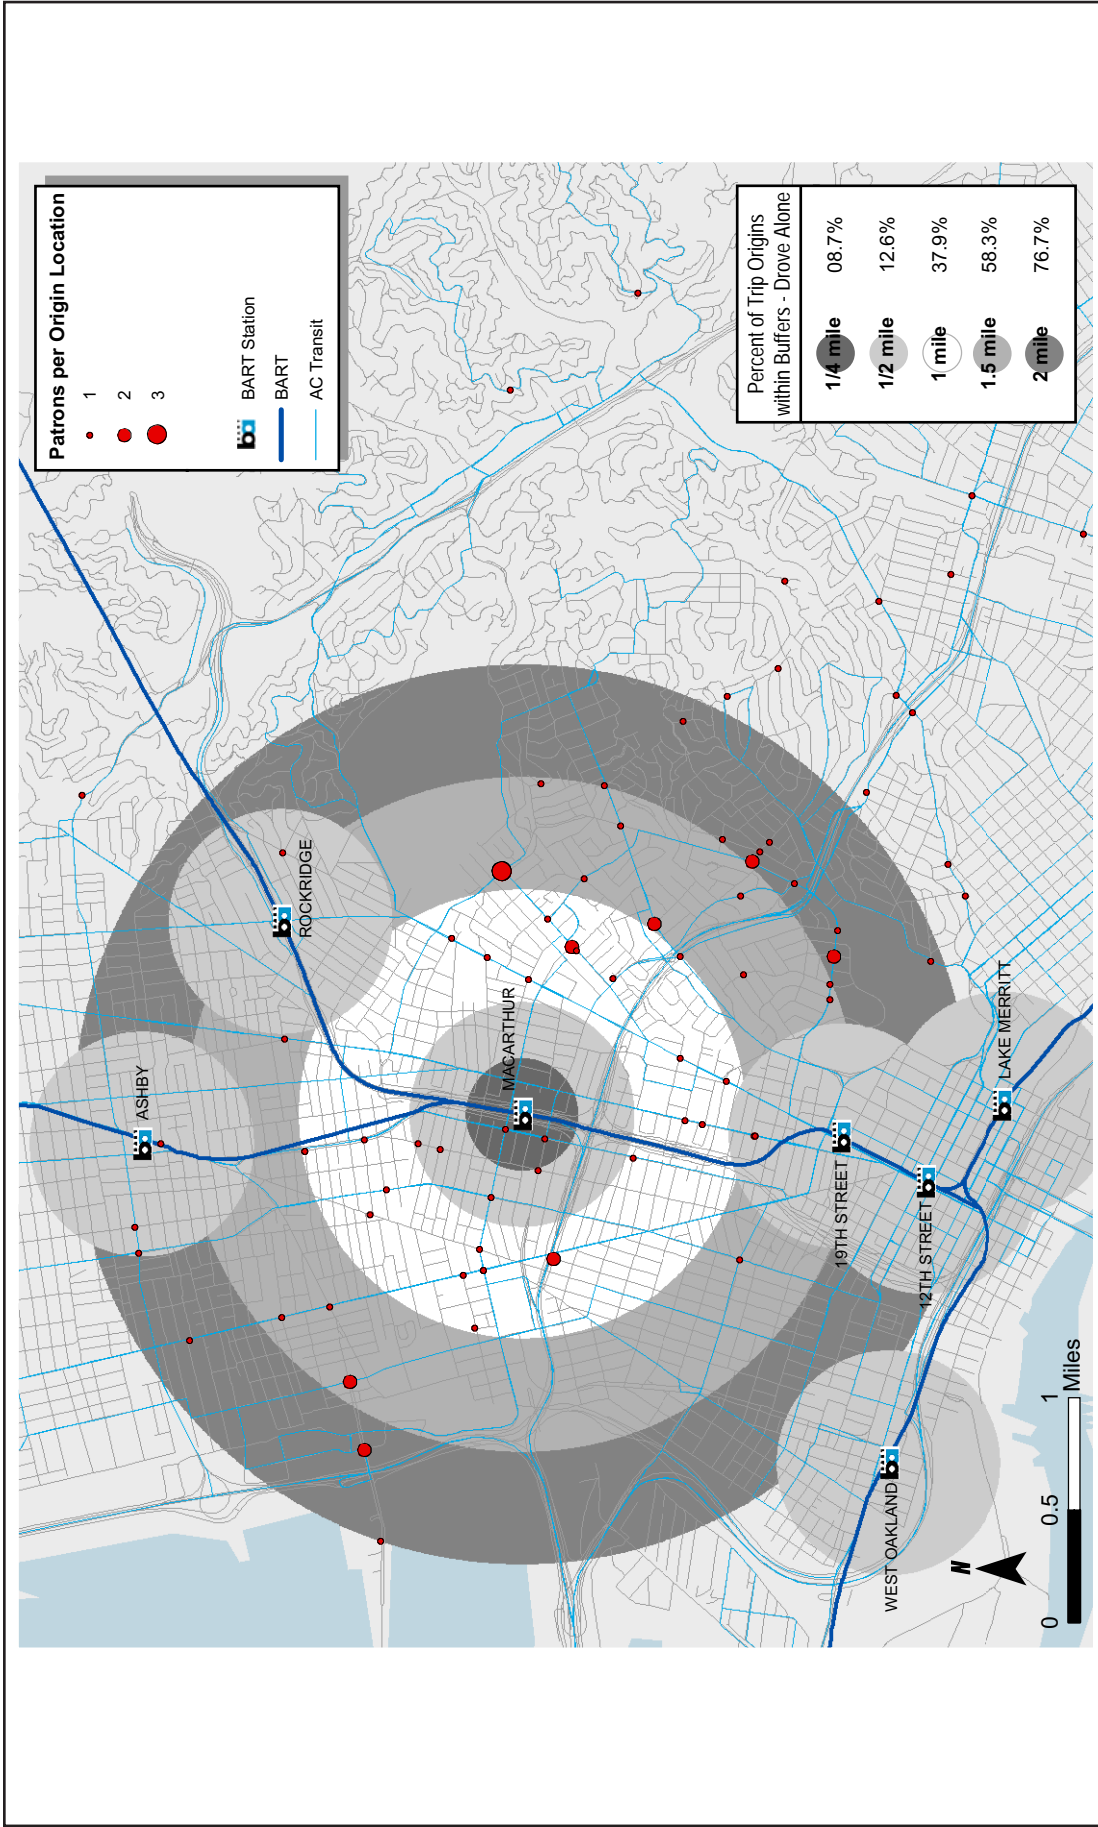 Patrons per Origin Location
1
2
3
BART Station
BART
AC Transit
ASHBY
ROCKRIDGE
MACARTHUR
19TH STREET
12TH STREET
LAKE MERRITT
WEST OAKLAND
N
0 0.5 1
Miles
Percent of Trip Origins
within Buffers - Drove Alone
1/4 mile 08.7%
1/2 mile 12.6%
1 mile 37.9%
1.5 mile 58.3%
2 mile 76.7%